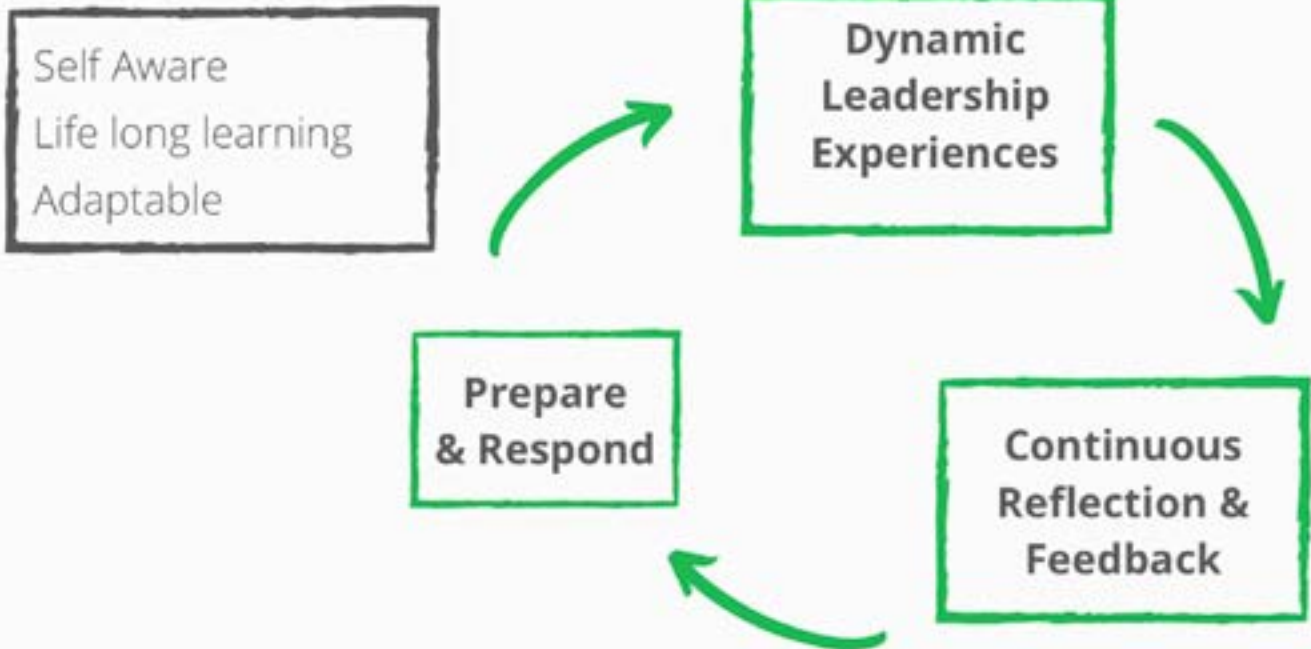 Self Aware
Life long learning
Adaptable
Dynamic
Leadership
Experiences
Prepare
& Respond
Continuous
Reflection &
Feedback